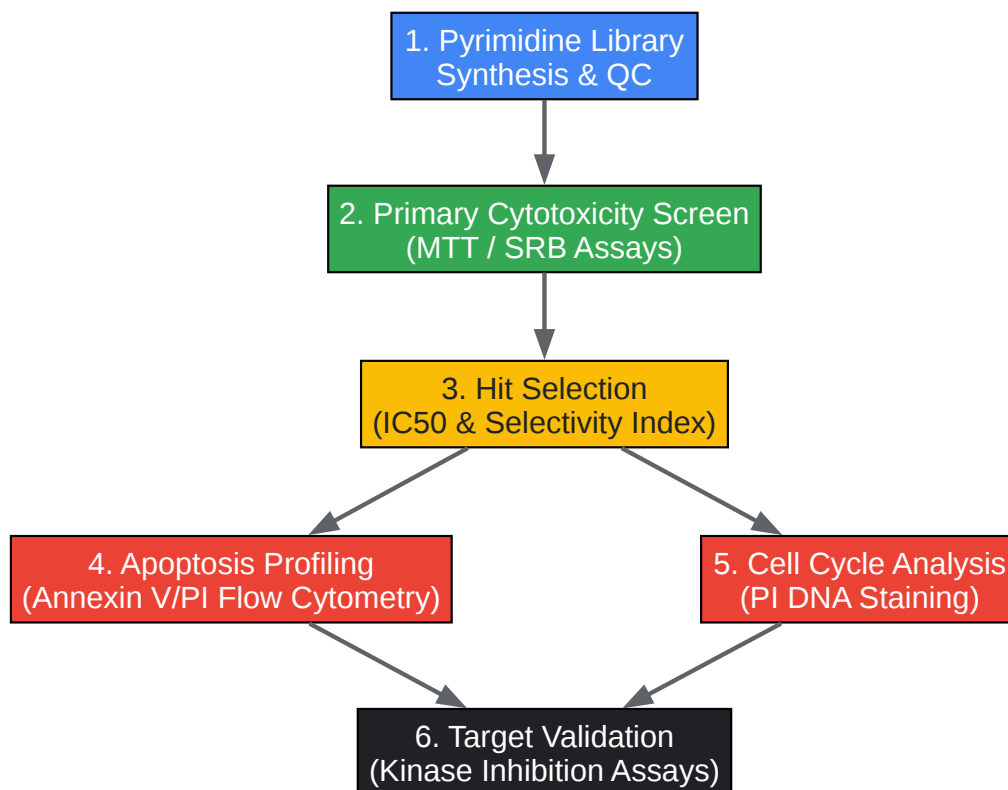 1. Pyrimidine Library
Synthesis & QC
2. Primary Cytotoxicity Screen
(MTT / SRB Assays)
3. Hit Selection
(IC50 & Selectivity Index)
4. Apoptosis Profiling
(Annexin V/PI Flow Cytometry)
5. Cell Cycle Analysis
(PI DNA Staining)
6. Target Validation
(Kinase Inhibition Assays)